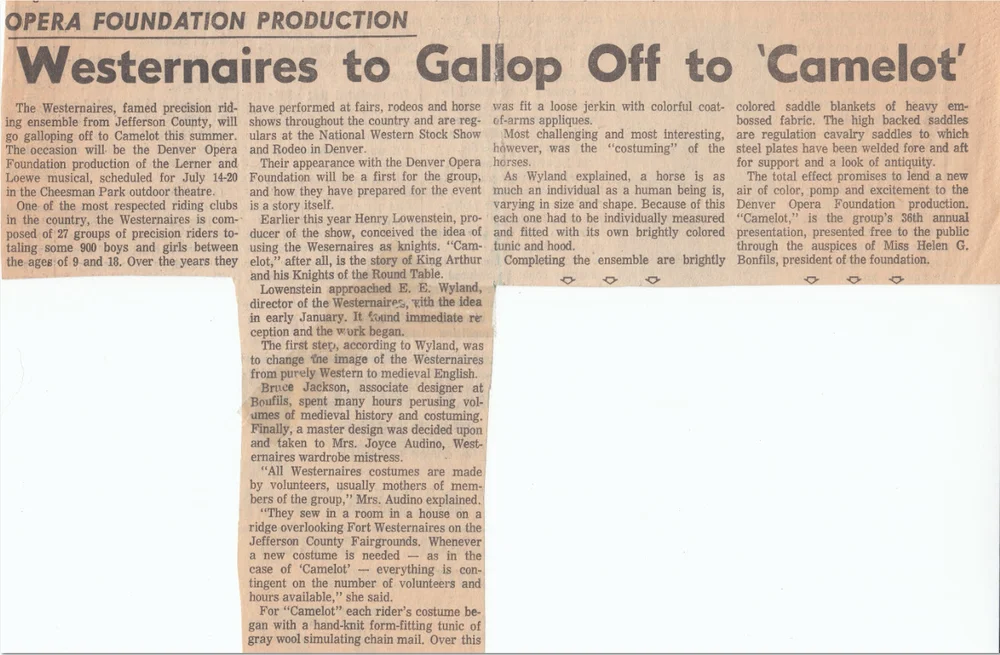 OPERA FOUNDATION PRODUCTION
Westernaires to Gallop Off to 'Camelot'
The Westernaires, famed precision rid-
ing ensemble from Jefferson County, will
go galloping off to Camelot this summer.
The occasion will be the Denver Opera
Foundation production of the Lerner and
Loewe musical, scheduled for July 14-20
in the Cheesman Park outdoor theatre.
One of the most respected riding clubs
in the country, the Westernaires is com-
posed of 27 groups of precision riders to-
taling some 900 boys and girls between
the ages of 9 and 18. Over the years they
have performed at fairs, rodeos and horse
shows throughout the country and are reg-
ulars at the National Western Stock Show
and Rodeo in Denver.
Their appearance with the Denver Opera
Foundation will be a first for the group,
and how they have prepared for the event
is a story itself.
Earlier this year Henry Lowenstein, pro-
ducer of the show, conceived the idea of
using the Wesernaires as knights. "Cam-
elot," after all, is the story of King Arthur
and his Knights of the Round Table.
Lowenstein approached E. E. Wyland,
director of the Westernaires, with the idea
in early January. It found immediate re-
ception and the work began.
The first step, according to Wyland, was
to change the image of the Westernaires
from purely Western to medieval English.
Bruce Jackson, associate designer at
Bonfils, spent many hours perusing vol-
umes of medieval history and costuming.
Finally, a master design was decided upon
and taken to Mrs. Joyce Audino, West-
ernaires wardrobe mistress.
"All Westernaires costumes are made
by volunteers, usually mothers of mem-
bers of the group," Mrs. Audino explained.
"They sew in a room in a house on a
ridge overlooking Fort Westernaires on the
Jefferson County Fairgrounds. Whenever
a new costume is needed — as in the
case of 'Camelot' — everything is con-
tingent on the number of volunteers and
hours available," she said.
For "Camelot" each rider's costume be-
gan with a hand-knit form-fitting tunic of
gray wool simulating chain mail. Over this
was fit a loose jerkin with colorful coat-
of-arms appliques.
Most challenging and most interesting,
however, was the "costuming" of the
horses.
As Wyland explained, a horse is as
much an individual as a human being is,
varying in size and shape. Because of this
each one had to be individually measured
and fitted with its own brightly colored
tunic and hood.
Completing the ensemble are brightly
colored saddle blankets of heavy em-
bossed fabric. The high backed saddles
are regulation cavalry saddles to which
steel plates have been welded fore and aft
for support and a look of antiquity.
The total effect promises to lend a new
air of color, pomp and excitement to the
Denver Opera Foundation production.
"Camelot," is the group's 36th annual
presentation, presented free to the public
through the auspices of Miss Helen G.
Bonfils, president of the foundation.